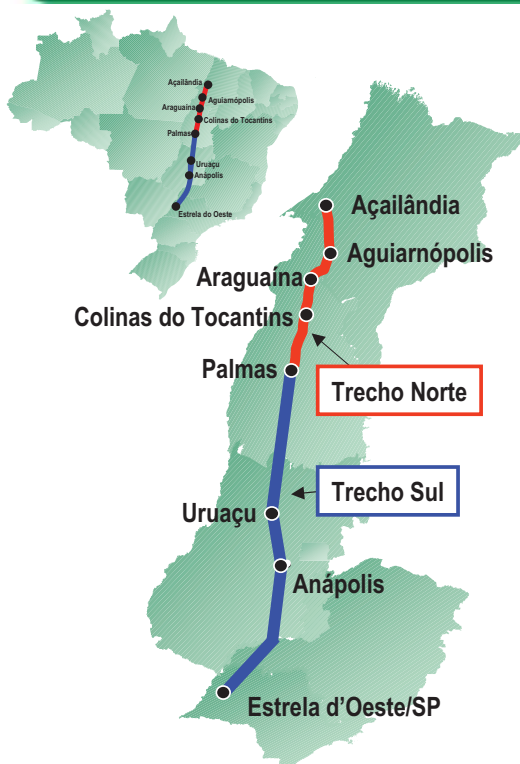 Açailândia
Aguiarnópolis
Araguaína
Colinas do Tocantins
Palmas
Uruaçu
Anápolis
Estrela do Oeste
Açailândia
Aguiarnópolis
Araguaína
Colinas do Tocantins
Palmas
Trecho Norte
Trecho Sul
Uruaçu
Anápolis
Estrela d'Oeste/SP